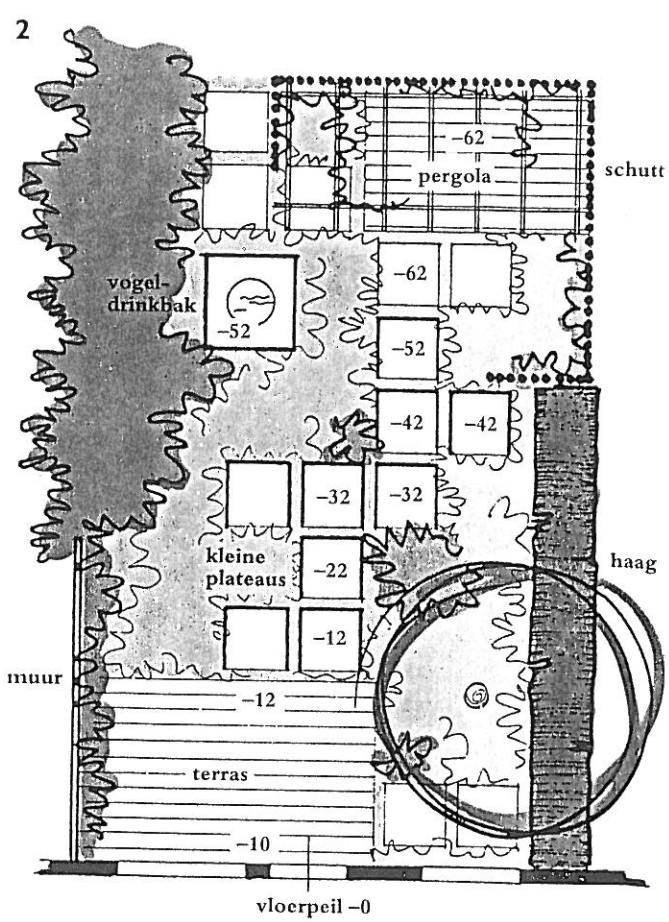 2
-62
pergola
schutt
vogel-
drinkbak
-52
-62
-52
-42
-42
-32
-32
kleine
plateaus
-22
-12
haag
muur
-12
terras
-10
vloerpeil -0